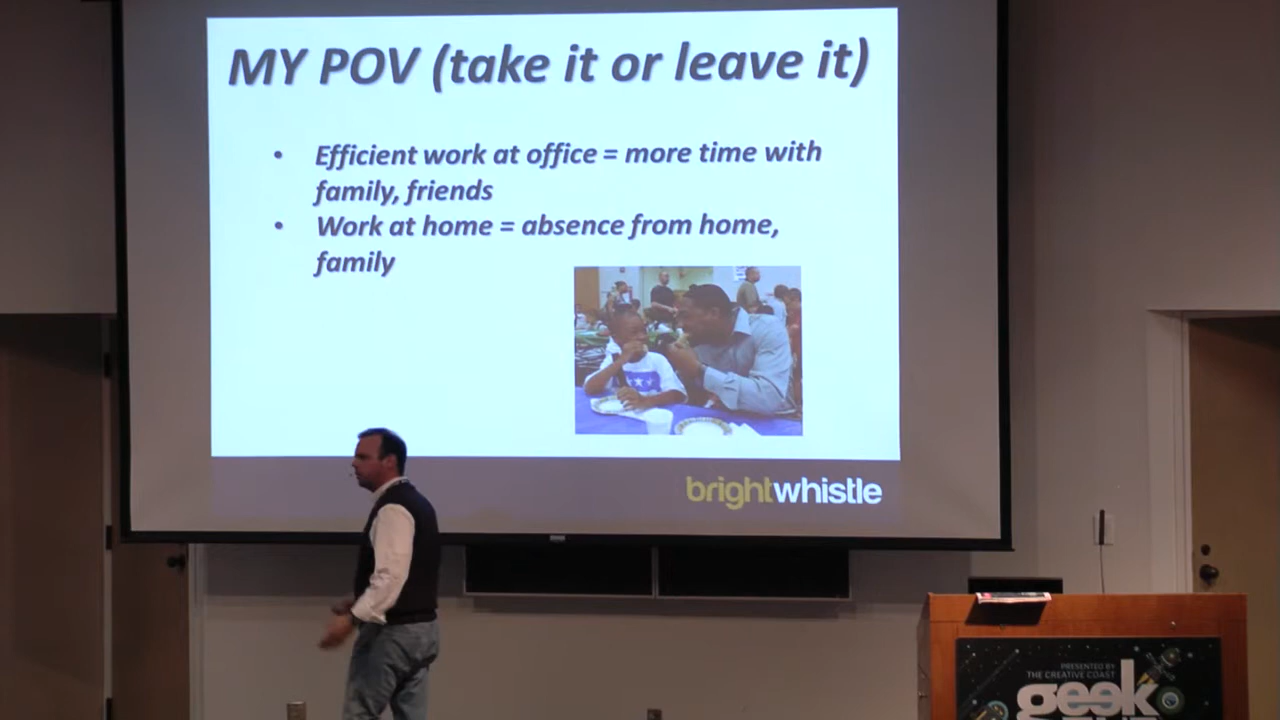 MY POV (take it or leave it)
• Efficient work at office = more time with
family, friends
• Work at home = absence from home,
family
brightwhistle
PRESENTED BY
THE CREATIVE COAST
geek